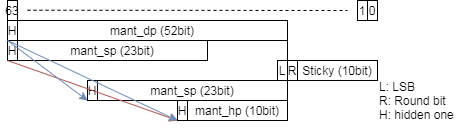 63 1 0
H mant_dp (52bit)
H mant_sp (23bit)
L R Sticky (10bit)
H mant_sp (23bit) L: LSB
H mant_hp (10bit) R: Round bit
H: hidden one